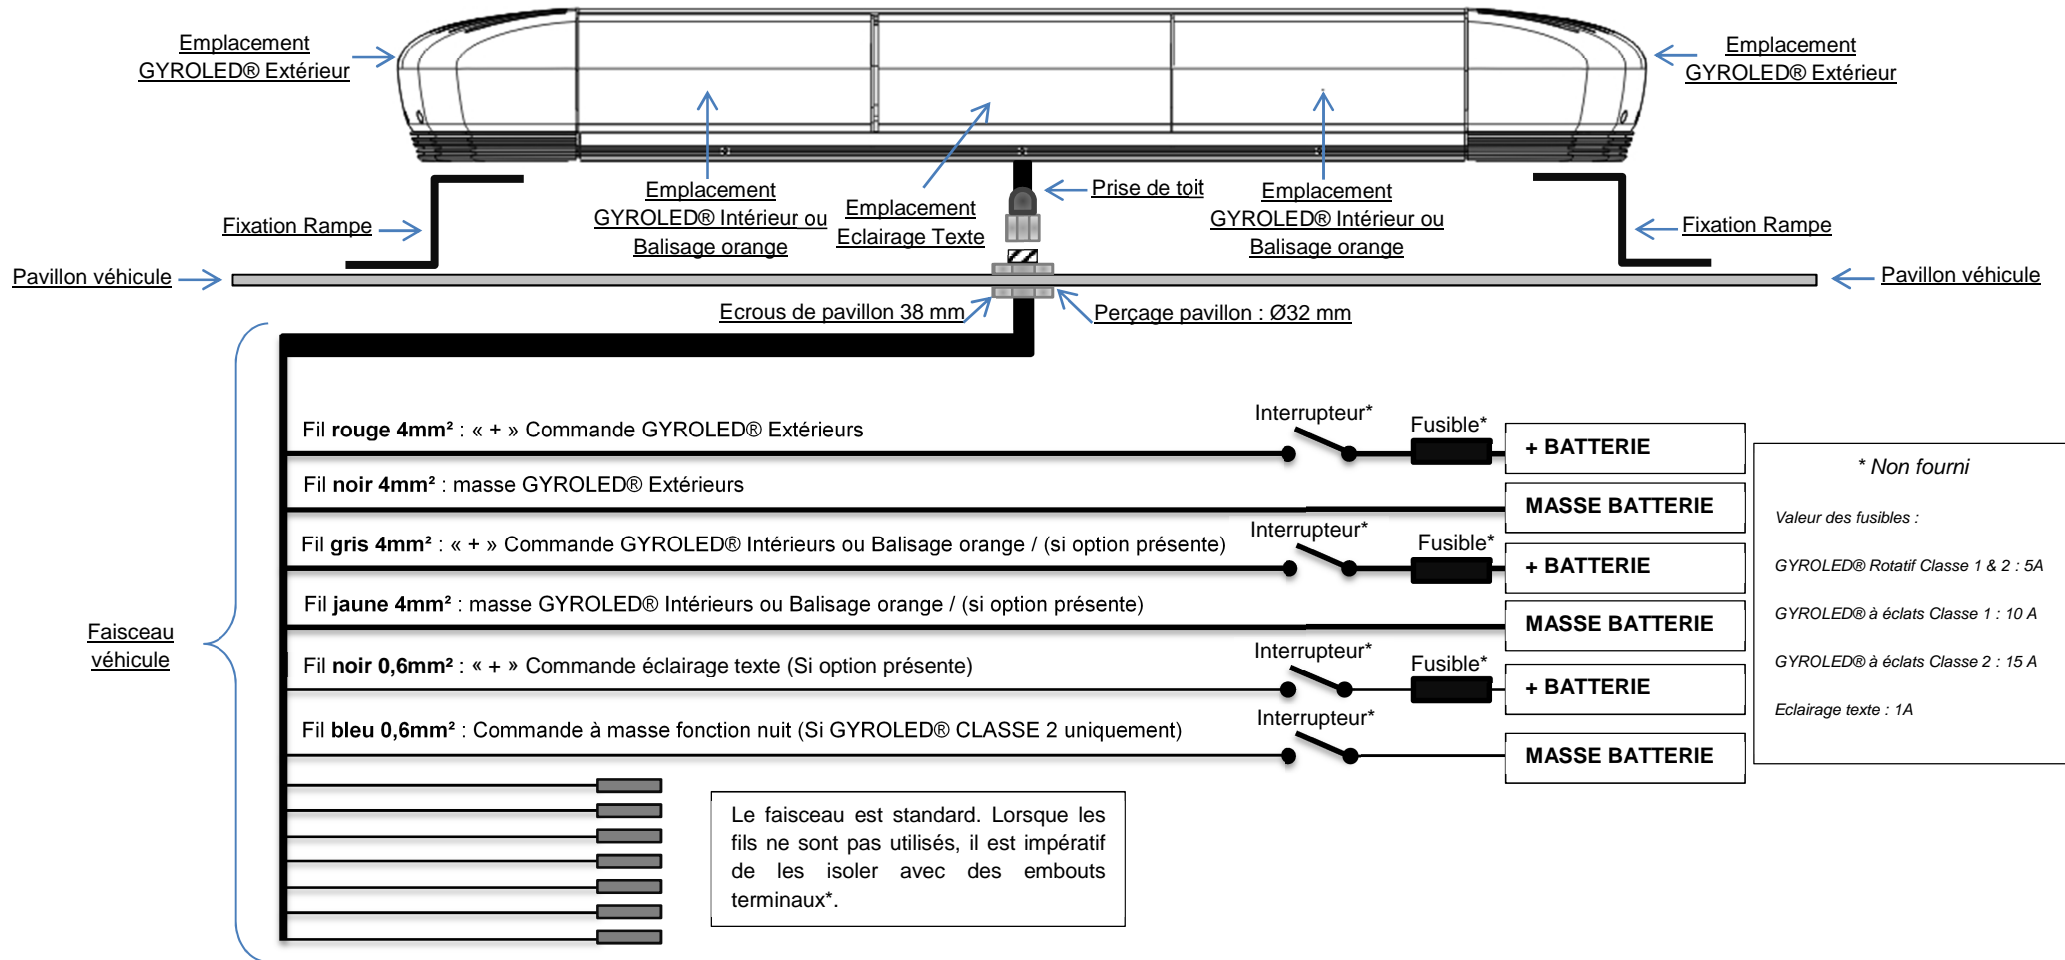 Emplacement
GYROLED® Extérieur
Emplacement
GYROLED® Extérieur
Emplacement
GYROLED® Intérieur ou
Balisage orange
Emplacement
Eclairage Texte
Prise de toit
Emplacement
GYROLED® Intérieur ou
Balisage orange
Fixation Rampe
Fixation Rampe
Pavillon véhicule
Pavillon véhicule
Ecrous de pavillon 38 mm
Perçage pavillon : Ø32 mm
Faisceau
véhicule
Fil rouge 4mm² : « + » Commande GYROLED® Extérieurs
Interrupteur*
Fusible*
+ BATTERIE
Fil noir 4mm² : masse GYROLED® Extérieurs
MASSE BATTERIE
Fil gris 4mm² : « + » Commande GYROLED® Intérieurs ou Balisage orange / (si option présente)
Interrupteur*
Fusible*
+ BATTERIE
Fil jaune 4mm² : masse GYROLED® Intérieurs ou Balisage orange / (si option présente)
MASSE BATTERIE
Fil noir 0,6mm² : « + » Commande éclairage texte (Si option présente)
Interrupteur*
Fusible*
+ BATTERIE
Fil bleu 0,6mm² : Commande à masse fonction nuit (Si GYROLED® CLASSE 2 uniquement)
Interrupteur*
MASSE BATTERIE
* Non fourni
Valeur des fusibles :
GYROLED® Rotatif Classe 1 & 2 : 5A
GYROLED® à éclats Classe 1 : 10 A
GYROLED® à éclats Classe 2 : 15 A
Eclairage texte : 1A
Le faisceau est standard. Lorsque les
fils ne sont pas utilisés, il est impératif
de les isoler avec des embouts
terminaux*.